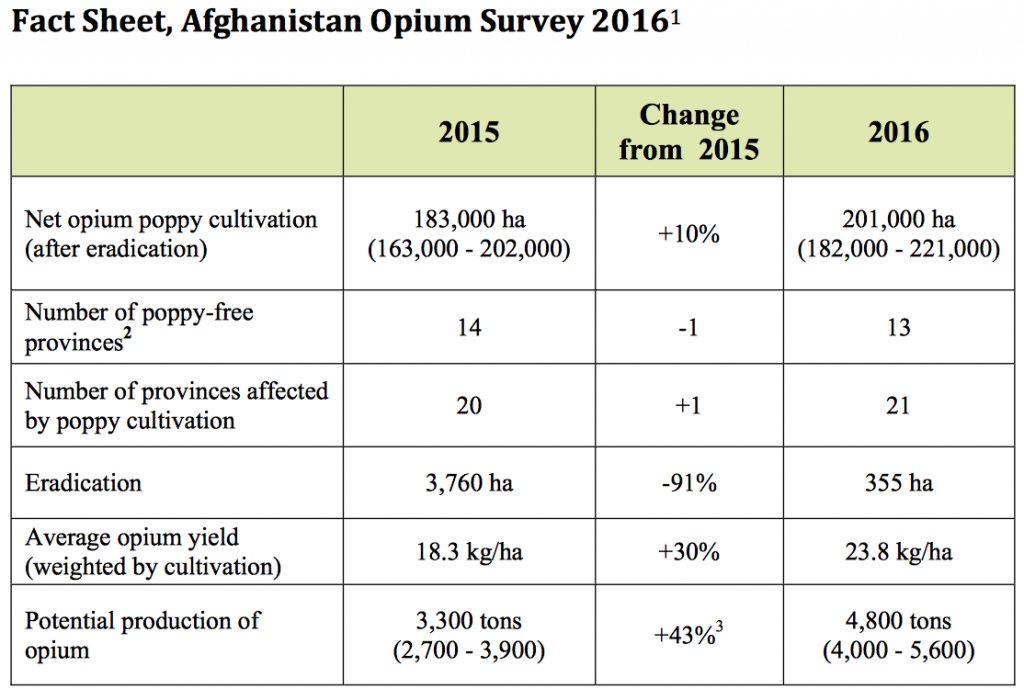 Fact Sheet, Afghanistan Opium Survey 2016¹
2015
Change
from 2015
2016
Net opium poppy cultivation
(after eradication)
183,000 ha
(163,000 - 202,000)
+10%
201,000 ha
(182,000 - 221,000)
Number of poppy-free
provinces²
14
-1
13
Number of provinces affected
by poppy cultivation
20
+1
21
Eradication
3,760 ha
-91%
355 ha
Average opium yield
(weighted by cultivation)
18.3 kg/ha
+30%
23.8 kg/ha
Potential production of
opium
3,300 tons
(2,700 - 3,900)
+43%³
4,800 tons
(4,000 - 5,600)